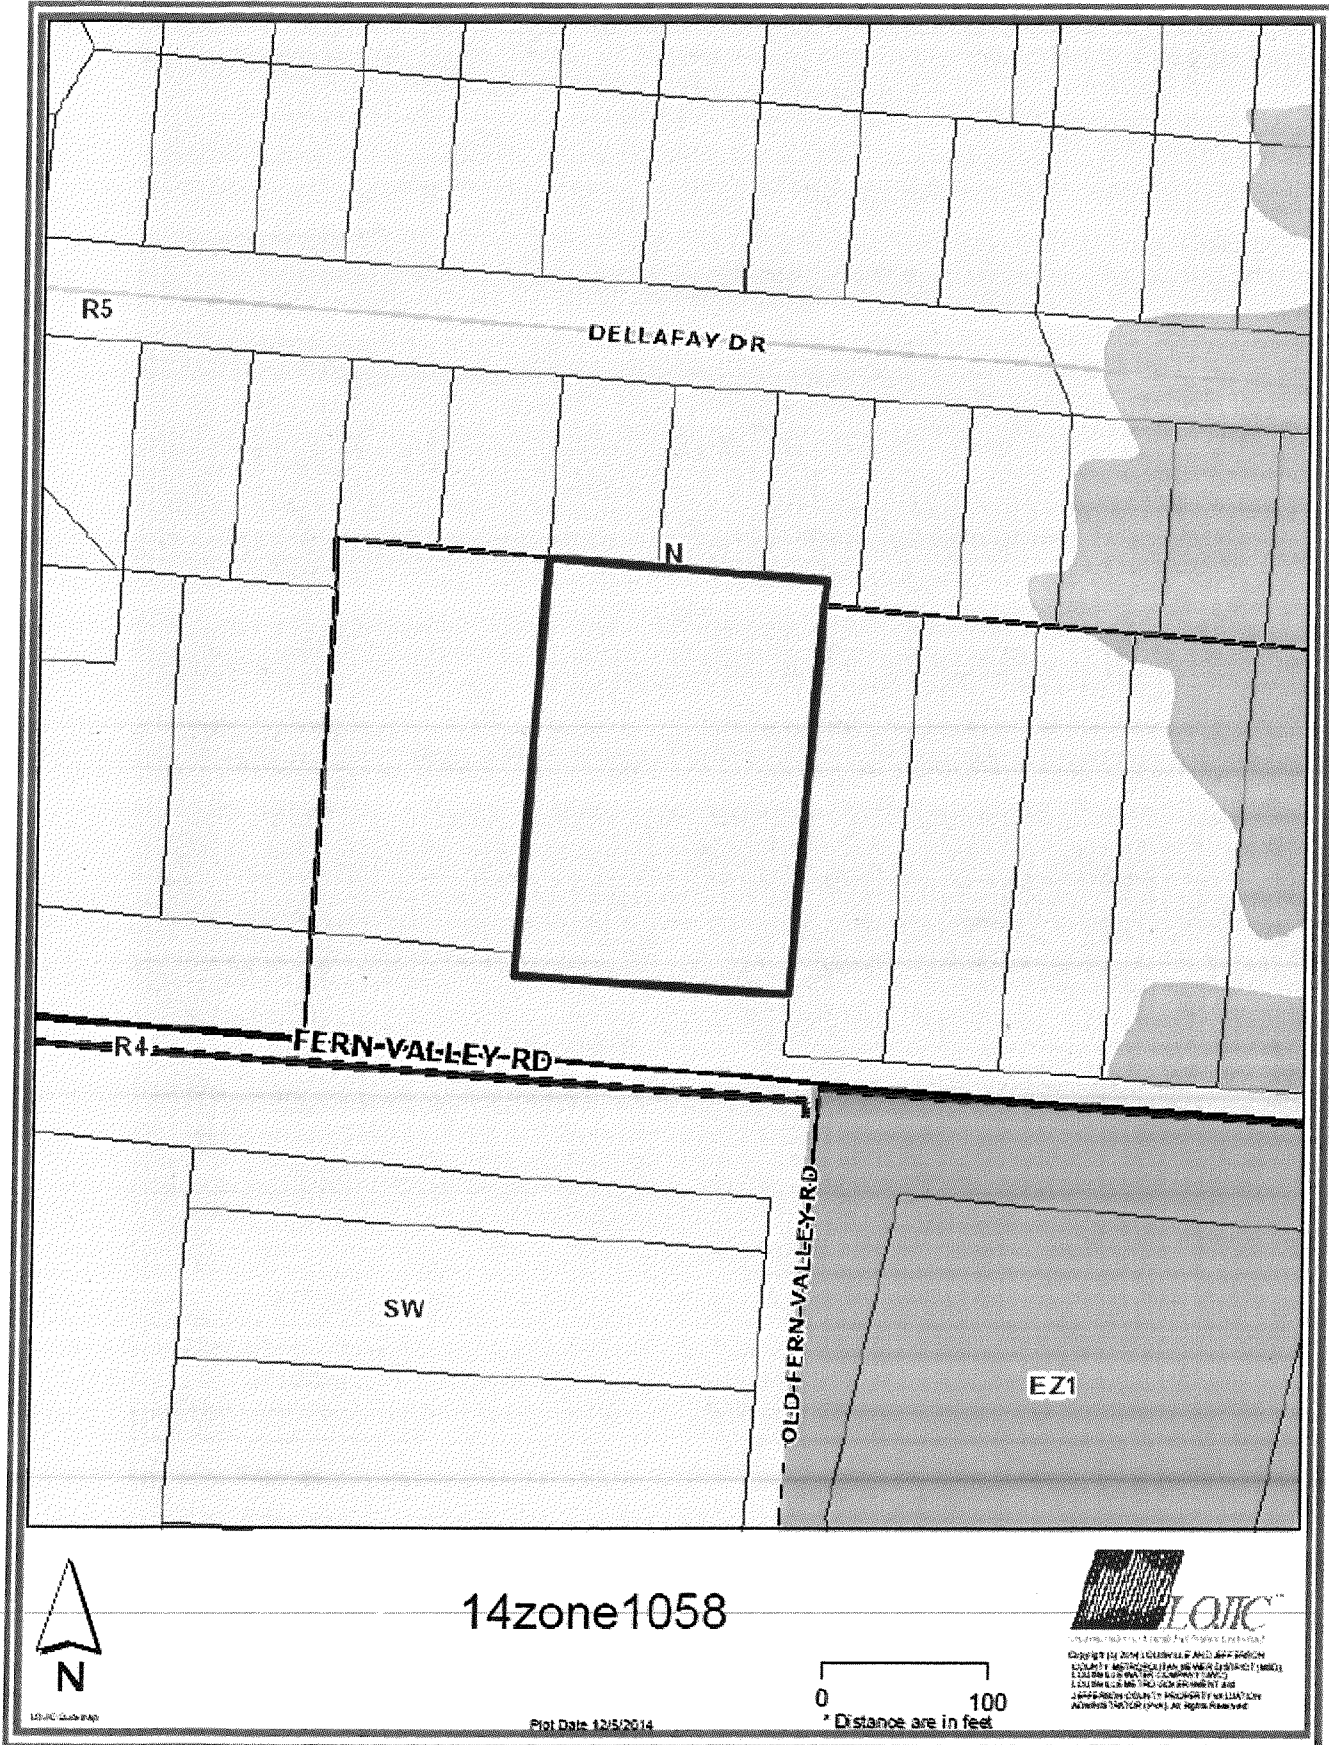 R5
DELLAFAY DR
N
R4
FERN-VALLEY-RD
OLD-FERN-VALLEY-RD
SW
EZ1
N
14zone1058
LOJIC
0 100
* Distance are in feet
Plot Date 12/5/2014